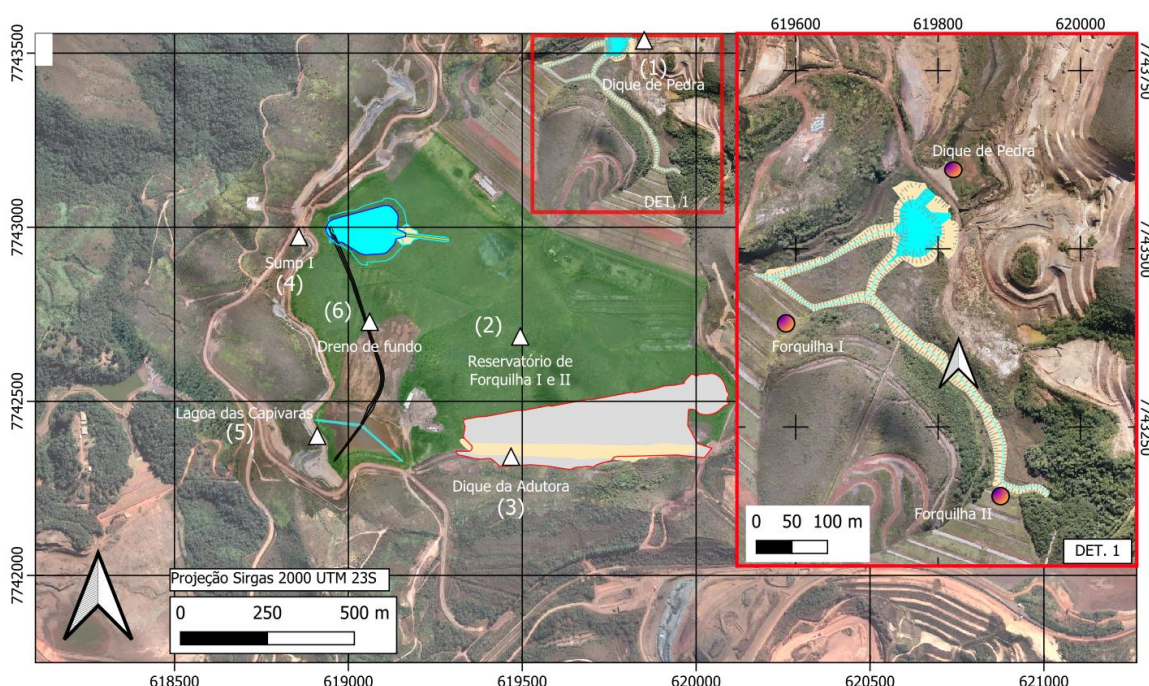 619600
619800
620000
7743500
7743000
7742500
7742000
(1)
Dique de Pedra
DET. 1
Sump I
(4)
(6)
Dreno de fundo
(2)
Reservatório de
Forquilha I e II
Lagoa das Capivaras
(5)
Dique da Adutora
(3)
Projeção Sirgas 2000 UTM 23S
0 250 500 m
618500
619000
619500
620000
620500
621000
Dique de Pedra
Forquilha I
Forquilha II
0 50 100 m
DET. 1
7743750
7743500
7743250